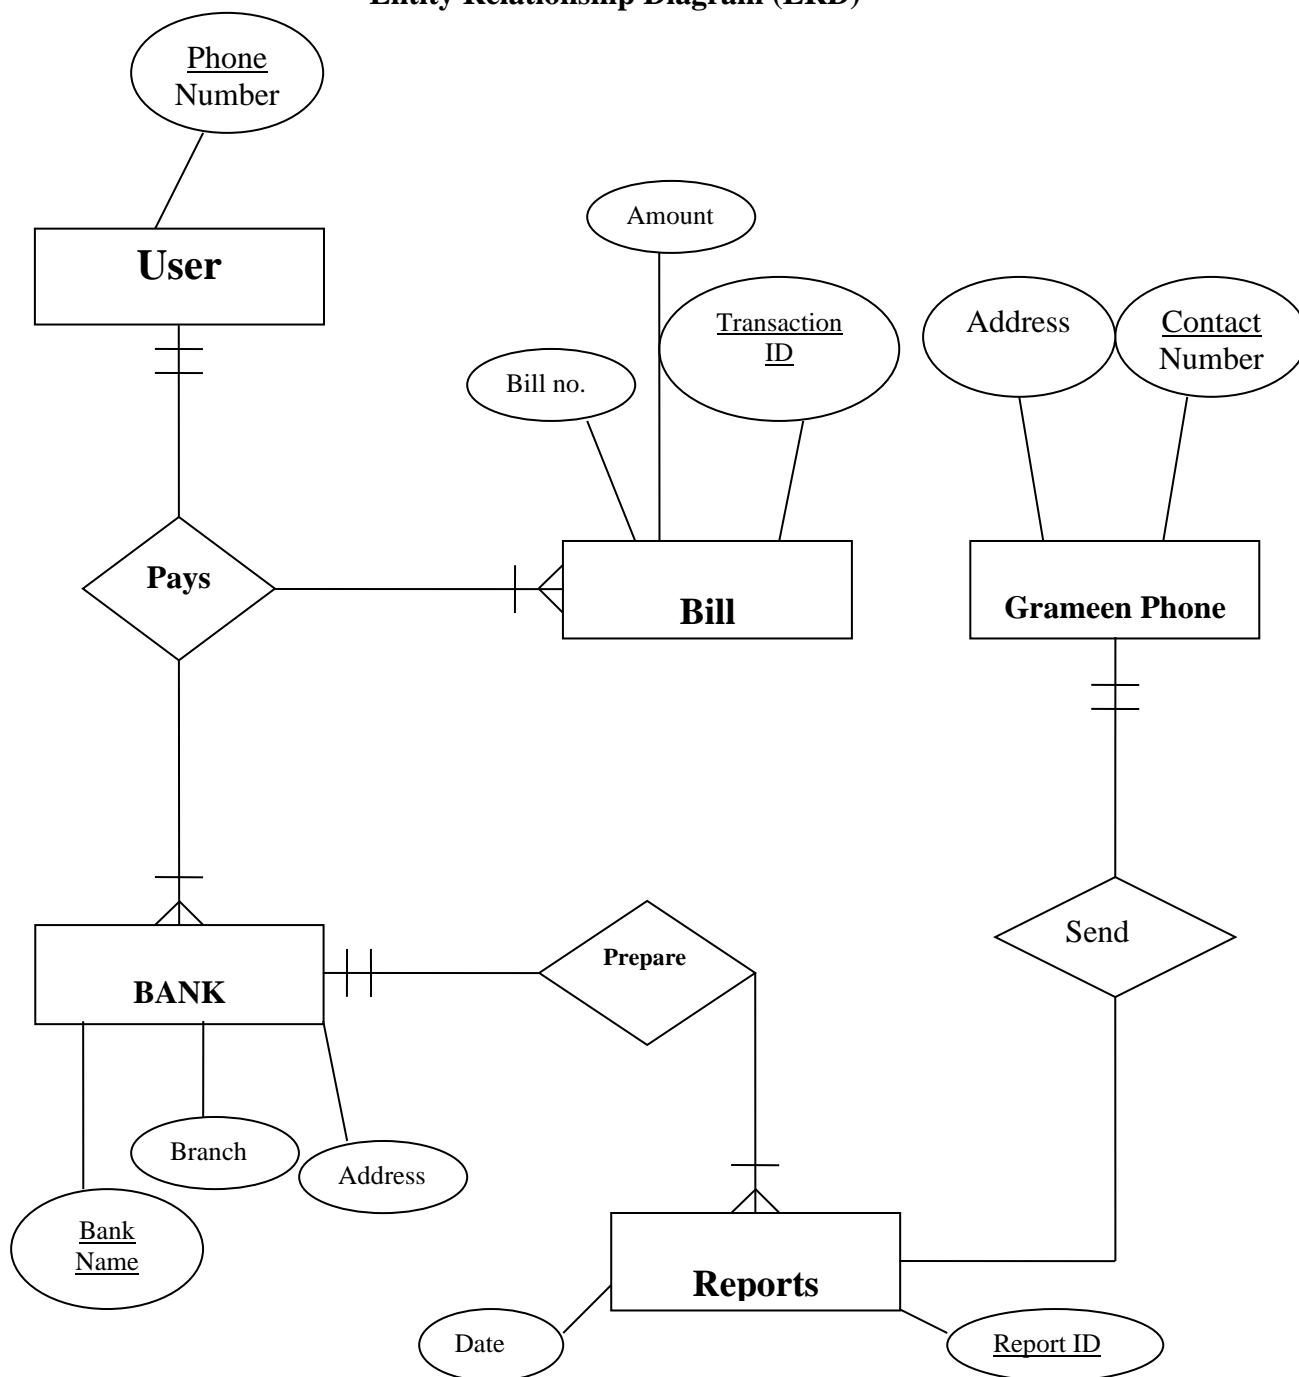 Entity Relationship Diagram (ERD)
Phone
Number
User
Amount
Transaction
ID
Bill no.
Address
Contact
Number
Pays
Bill
Grameen Phone
Send
Prepare
BANK
Branch
Address
Bank
Name
Reports
Date
Report ID